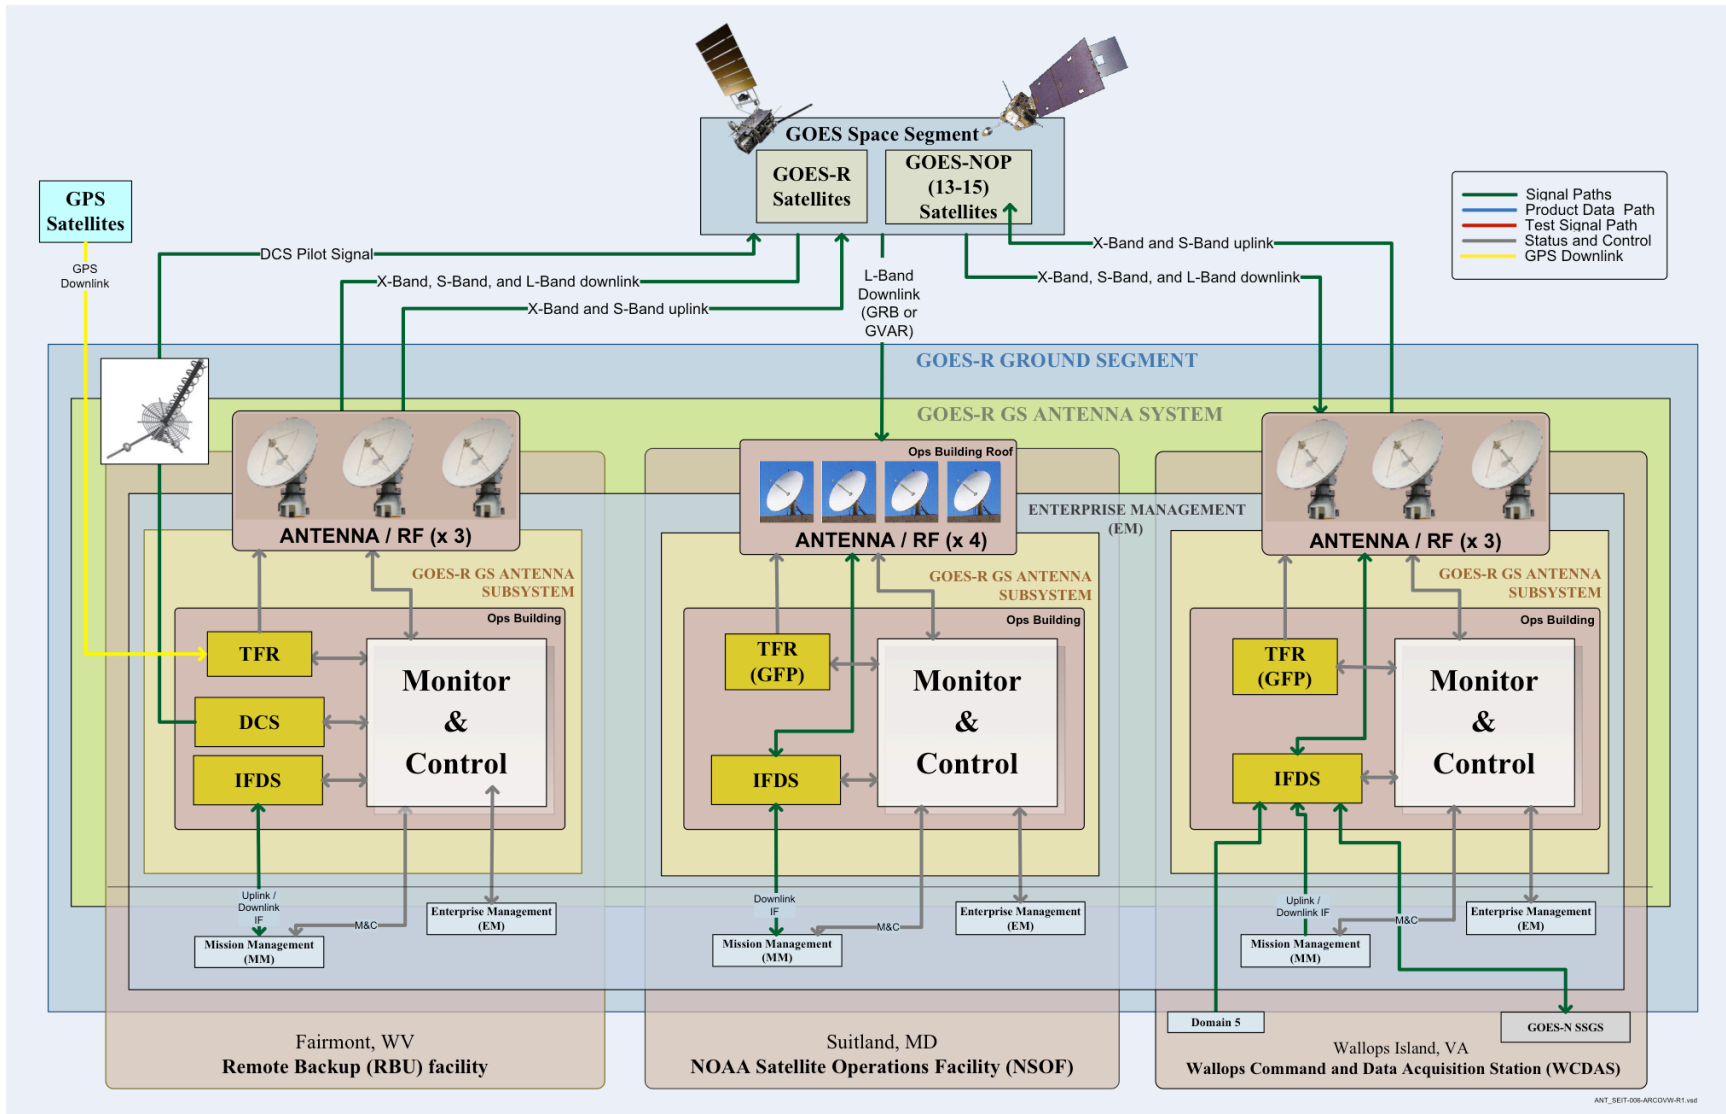 GOES Space Segment
GOES-R
Satellites
GOES-NOP
(13-15)
Satellites
GPS
Satellites
Signal Paths
Product Data Path
Test Signal Path
Status and Control
GPS Downlink
DCS Pilot Signal
GPS
Downlink
X-Band, S-Band, and L-Band downlink
X-Band and S-Band uplink
L-Band
Downlink
(GRB or
GVAR)
X-Band and S-Band uplink
X-Band, S-Band, and L-Band downlink
GOES-R GROUND SEGMENT
GOES-R GS ANTENNA SYSTEM
ENTERPRISE MANAGEMENT
(EM)
ANTENNA / RF (x 3)
GOES-R GS ANTENNA
SUBSYSTEM
Ops Building
TFR
DCS
IFDS
Monitor
&
Control
Uplink /
Downlink
IF
M&C
Mission Management
(MM)
Enterprise Management
(EM)
Fairmont, WV
Remote Backup (RBU) facility
Ops Building Roof
ANTENNA / RF (x 4)
GOES-R GS ANTENNA
SUBSYSTEM
Ops Building
TFR
(GFP)
IFDS
Monitor
&
Control
Downlink
IF
M&C
Mission Management
(MM)
Enterprise Management
(EM)
Suitland, MD
NOAA Satellite Operations Facility (NSOF)
ANTENNA / RF (x 3)
GOES-R GS ANTENNA
SUBSYSTEM
Ops Building
TFR
(GFP)
IFDS
Monitor
&
Control
Uplink /
Downlink IF
M&C
Mission Management
(MM)
Enterprise Management
(EM)
Domain 5
GOES-N SSGS
Wallops Island, VA
Wallops Command and Data Acquisition Station (WCDAS)
ANT_SEIT-006-ARCOVW-R1.vsd